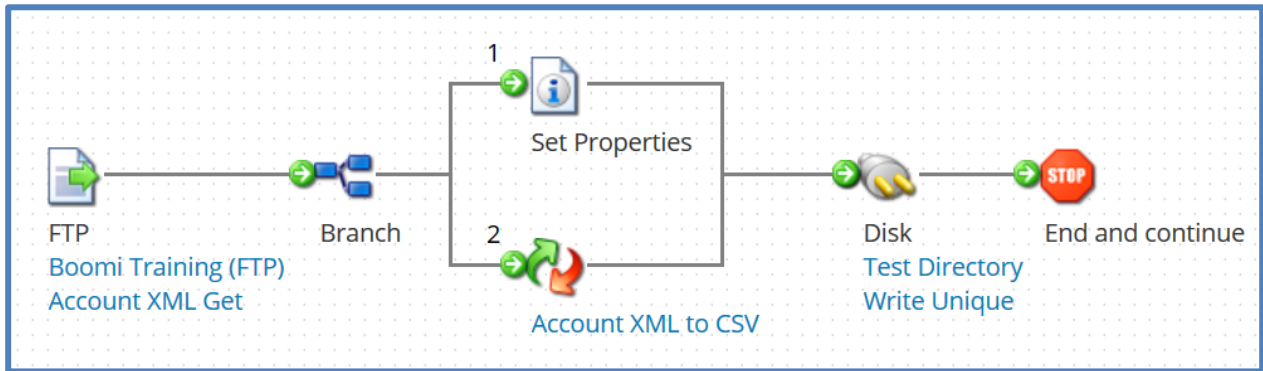 1
Set Properties
FTP
Boomi Training (FTP)
Account XML Get
Branch
2
Account XML to CSV
Disk
Test Directory
Write Unique
STOP
End and continue